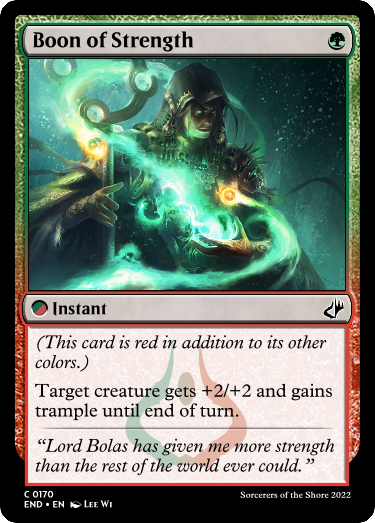 Boon of Strength
Instant
(This card is red in addition to its other
colors.)
Target creature gets +2/+2 and gains
trample until end of turn.
“Lord Bolas has given me more strength
than the rest of the world ever could.”
C 0170
END • EN Lee Wi
Sorcerers of the Shore 2022